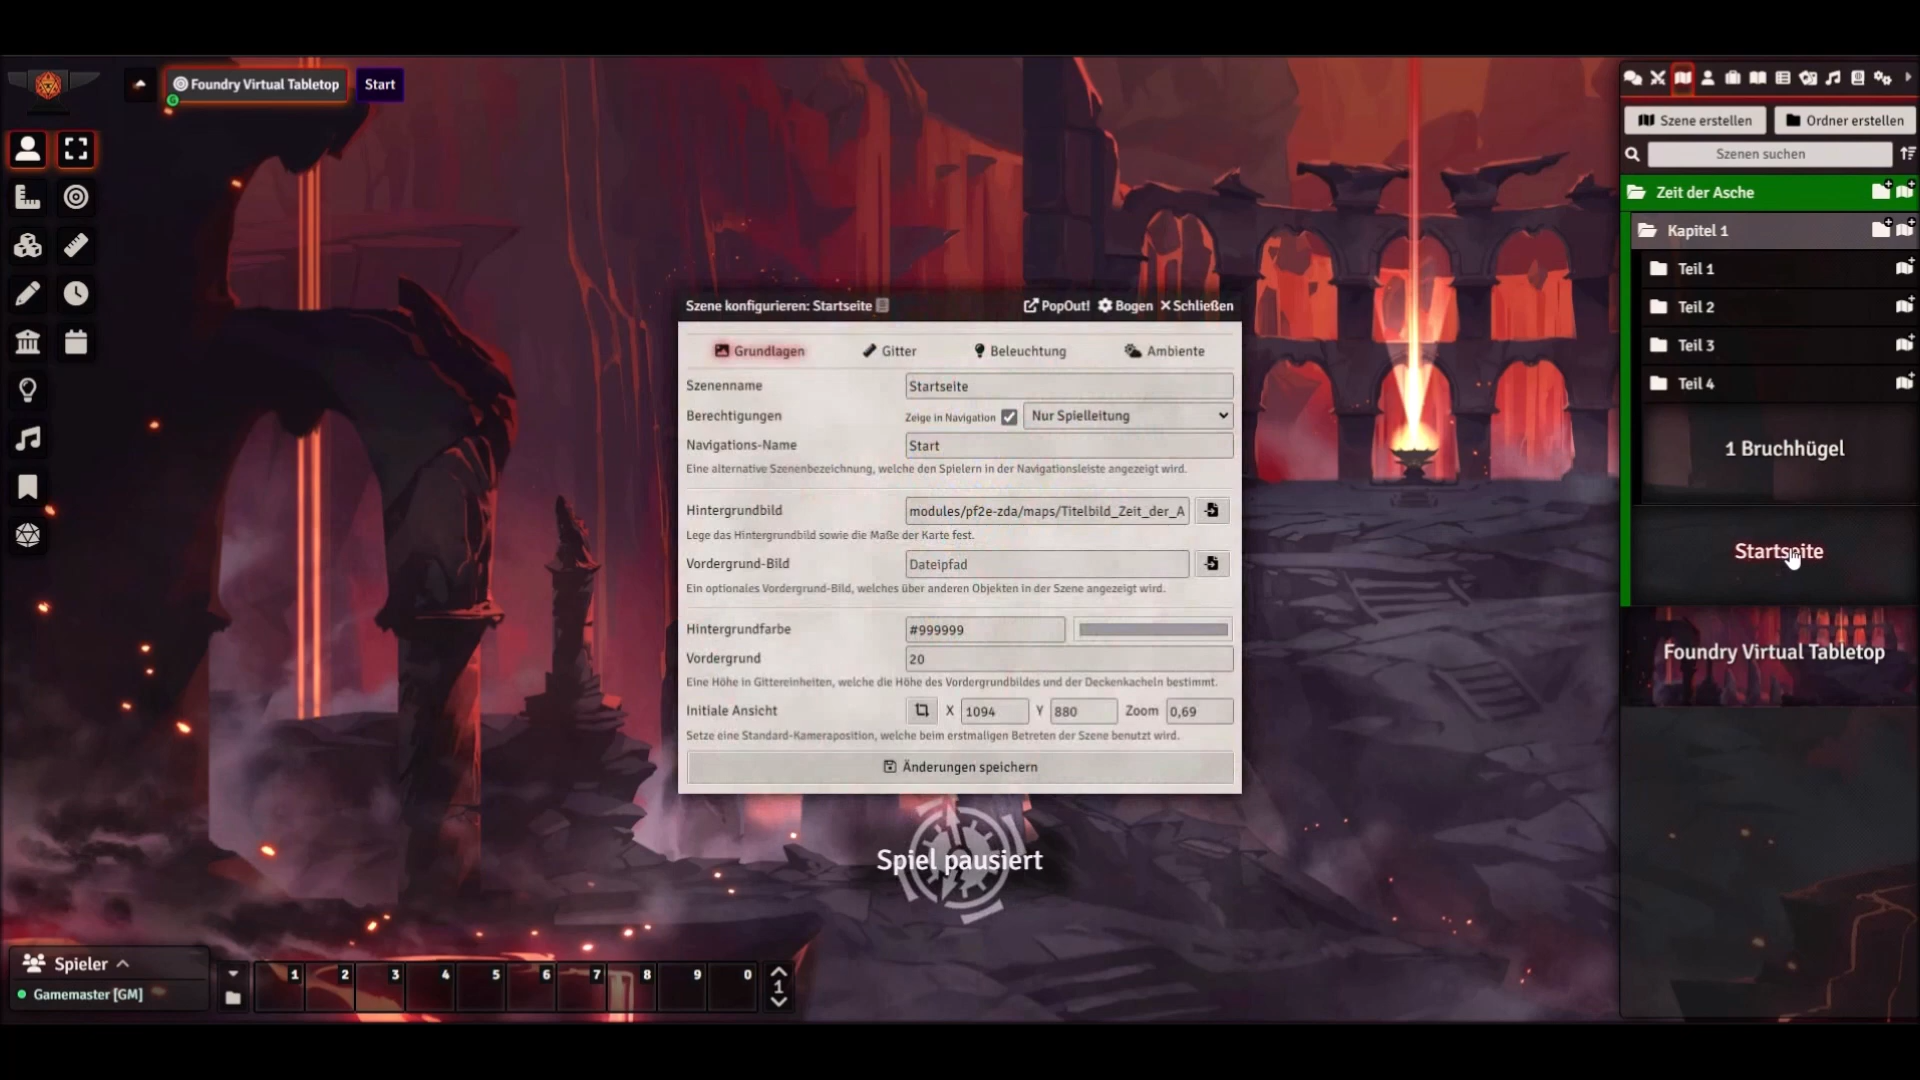 Foundry Virtual Tabletop
Start
G
Szene erstellen
Ordner erstellen
Szenen suchen
Zeit der Asche
Kapitel 1
Teil 1
Teil 2
Teil 3
Teil 4
1 Bruchhügel
Startseite
Foundry Virtual Tabletop
Szene konfigurieren: Startseite
PopOut!
Bogen
Schließen
Grundlagen
Gitter
Beleuchtung
Ambiente
Szenenname
Startseite
Berechtigungen
Zeige in Navigation
Nur Spielleitung
Navigations-Name
Start
Eine alternative Szenenbezeichnung, welche den Spielern in der Navigationsleiste angezeigt wird.
Hintergrundbild
modules/pf2e-zda/maps/Titelbild_Zeit_der_A
Lege das Hintergrundbild sowie die Maße der Karte fest.
Vordergrund-Bild
Dateipfad
Ein optionales Vordergrund-Bild, welches über anderen Objekten in der Szene angezeigt wird.
Hintergrundfarbe
#999999
Vordergrund
20
Eine Höhe in Gittereinheiten, welche die Höhe des Vordergrundbildes und der Deckenkacheln bestimmt.
Initiale Ansicht
X 1094 Y 880 Zoom 0,69
Setze eine Standard-Kameraposition, welche beim erstmaligen Betreten der Szene benutzt wird.
Änderungen speichern
Spiel pausiert
Spieler
Gamemaster [GM]
1 2 3 4 5 6 7 8 9 0
1